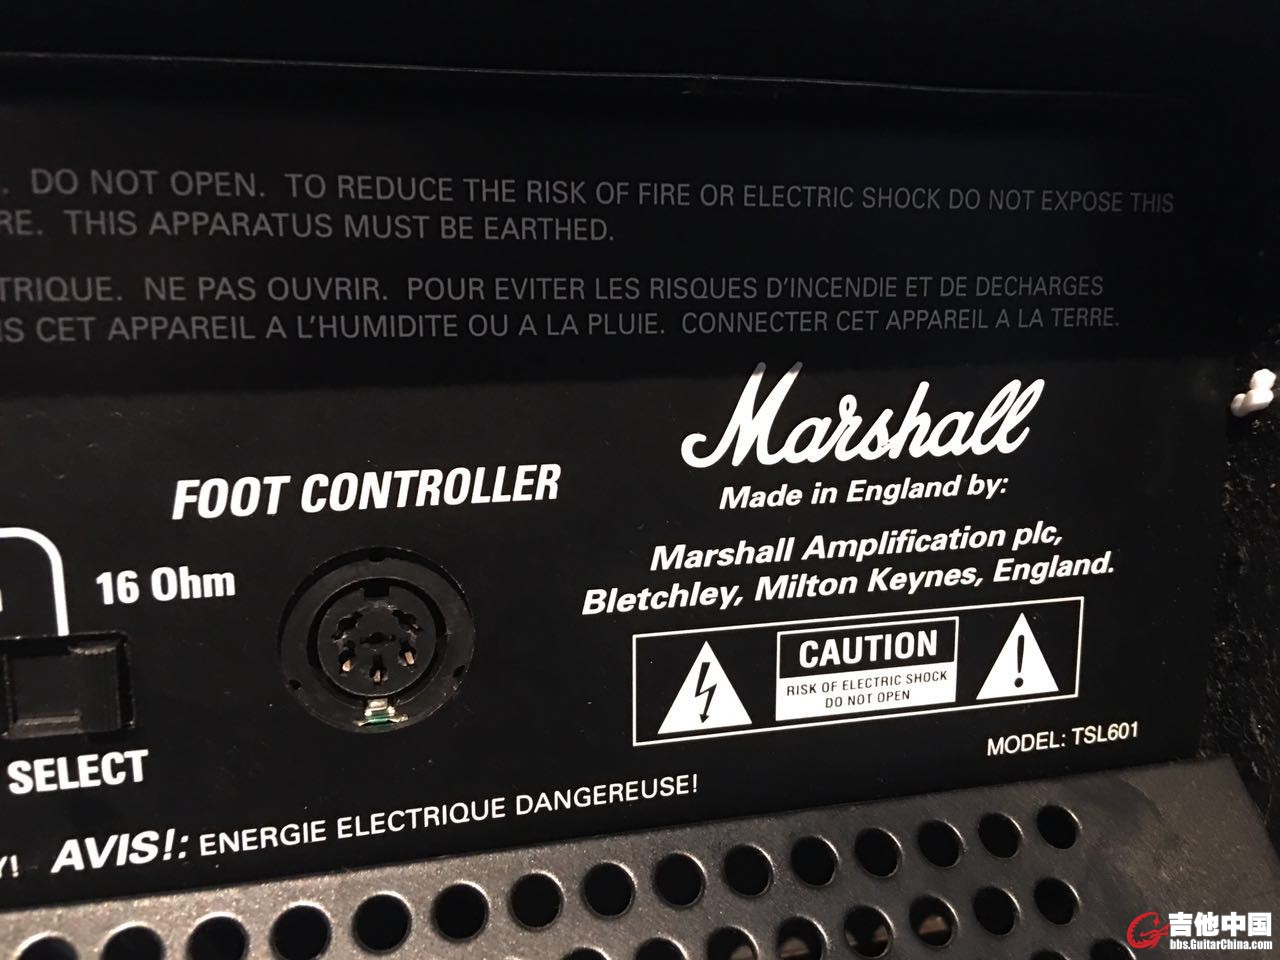 . DO NOT OPEN. TO REDUCE THE RISK OF FIRE OR ELECTRIC SHOCK DO NOT EXPOSE THIS
RE. THIS APPARATUS MUST BE EARTHED.
TRIQUE. NE PAS OUVRIR. POUR EVITER LES RISQUES D'INCENDIE ET DE DECHARGES
S CET APPAREIL A L'HUMIDITE OU A LA PLUIE. CONNECTER CET APPAREIL A LA TERRE.
Marshall
Made in England by:
Marshall Amplification plc,
Bletchley, Milton Keynes, England.
FOOT CONTROLLER
16 Ohm
SELECT
CAUTION
RISK OF ELECTRIC SHOCK
DO NOT OPEN
MODEL: TSL601
Y! AVIS!: ENERGIE ELECTRIQUE DANGEREUSE!
吉他中国
bbs.GuitarChina.com